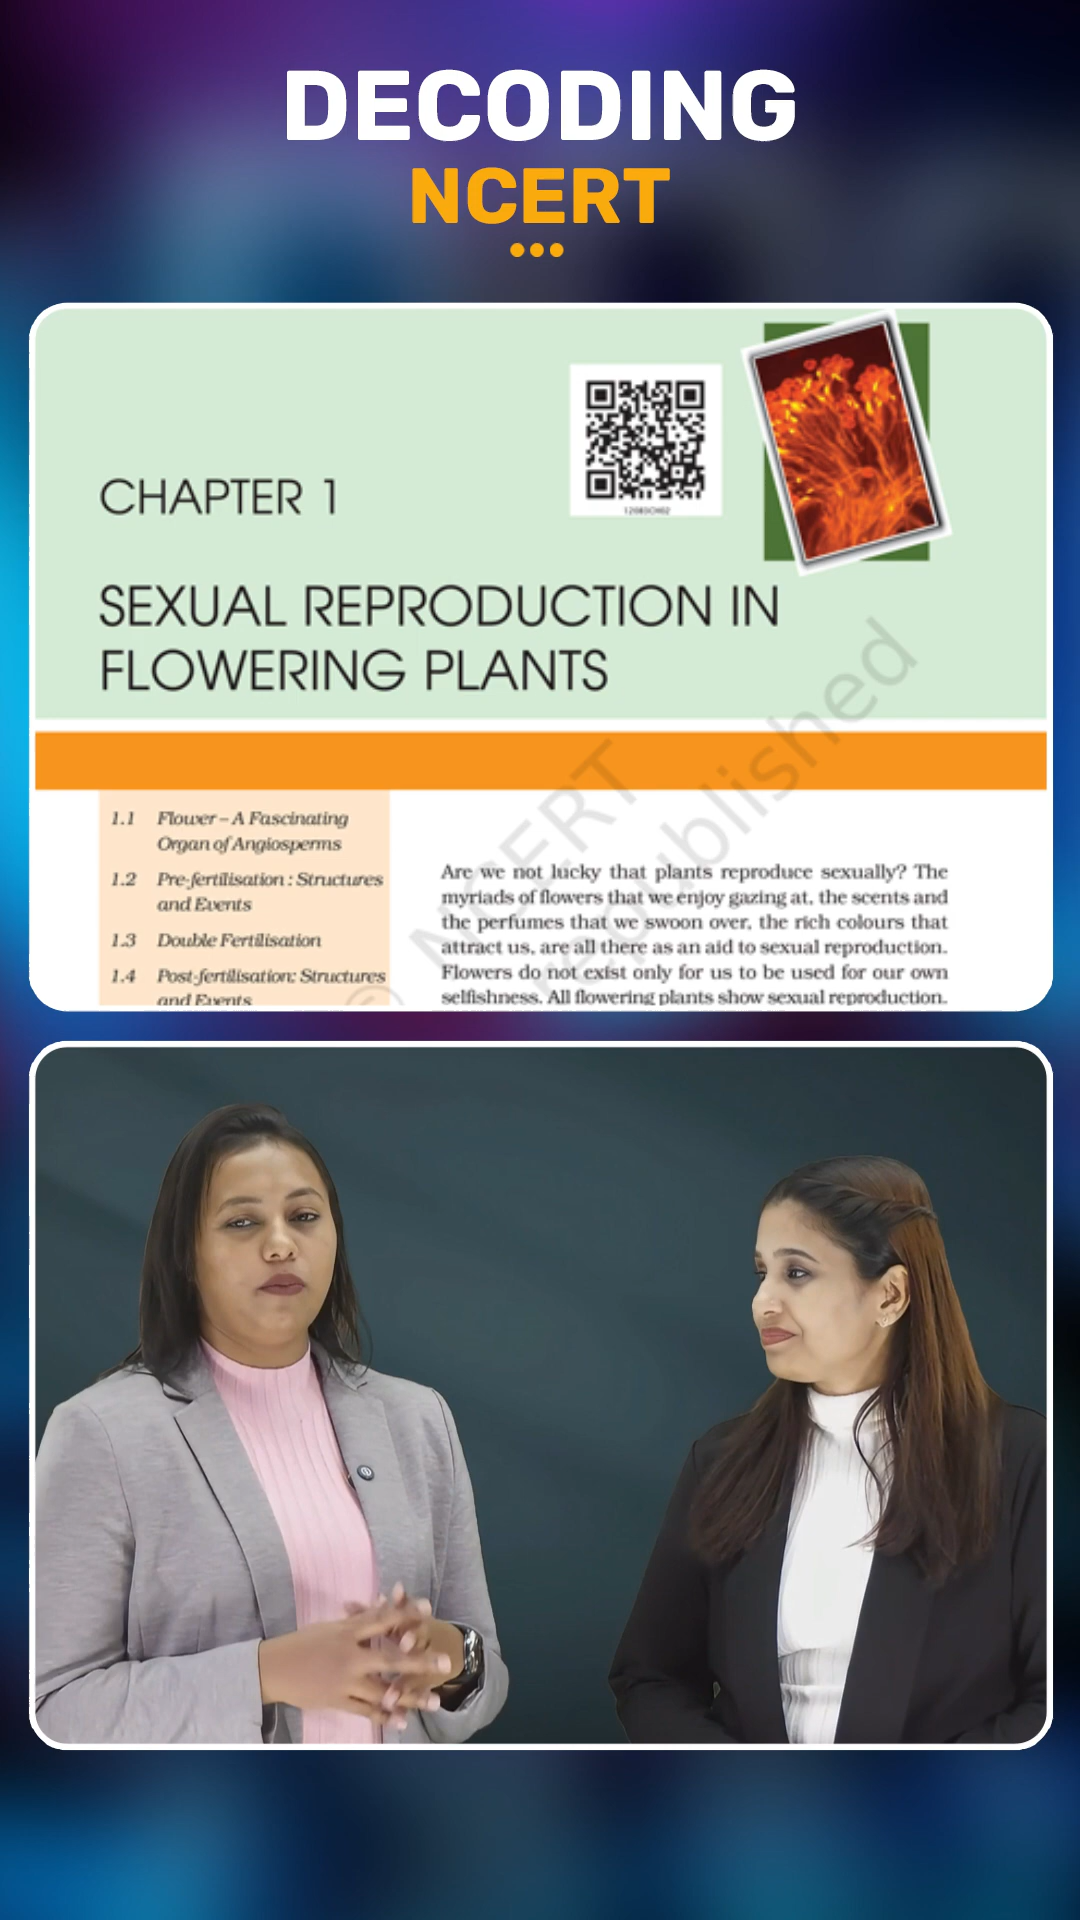 DECODING
NCERT
CHAPTER 1
SEXUAL REPRODUCTION IN
FLOWERING PLANTS
1.1 Flower – A Fascinating
Organ of Angiosperms
1.2 Pre-fertilisation : Structures
and Events
1.3 Double Fertilisation
1.4 Post-fertilisation: Structures
and Events
Are we not lucky that plants reproduce sexually? The
myriads of flowers that we enjoy gazing at, the scents and
the perfumes that we swoon over, the rich colours that
attract us, are all there as an aid to sexual reproduction.
Flowers do not exist only for us to be used for our own
selfishness. All flowering plants show sexual reproduction.
© NCERT
republished